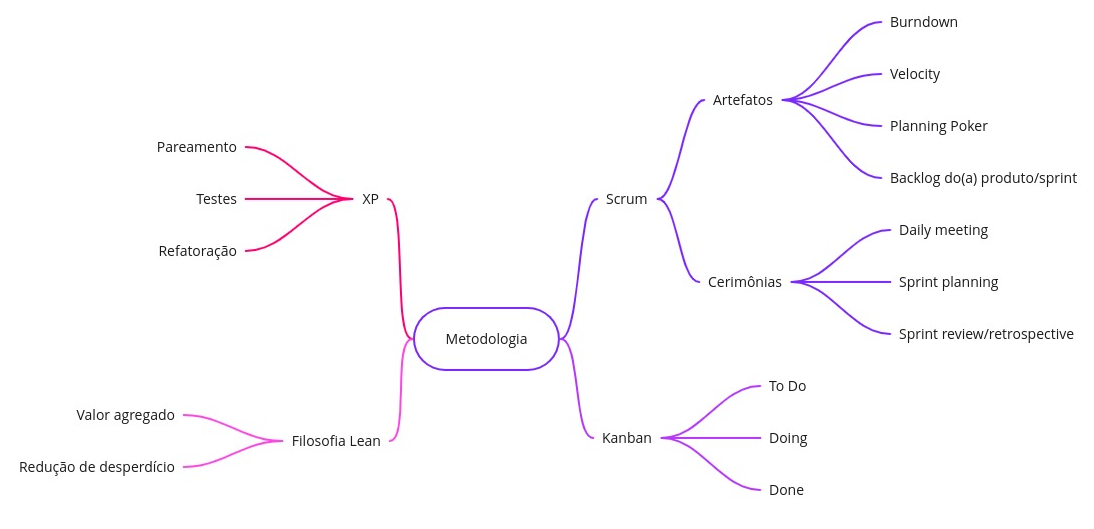 Metodologia
XP
Pareamento
Testes
Refatoração
Filosofia Lean
Valor agregado
Redução de desperdício
Scrum
Artefatos
Burndown
Velocity
Planning Poker
Backlog do(a) produto/sprint
Cerimônias
Daily meeting
Sprint planning
Sprint review/retrospective
Kanban
To Do
Doing
Done